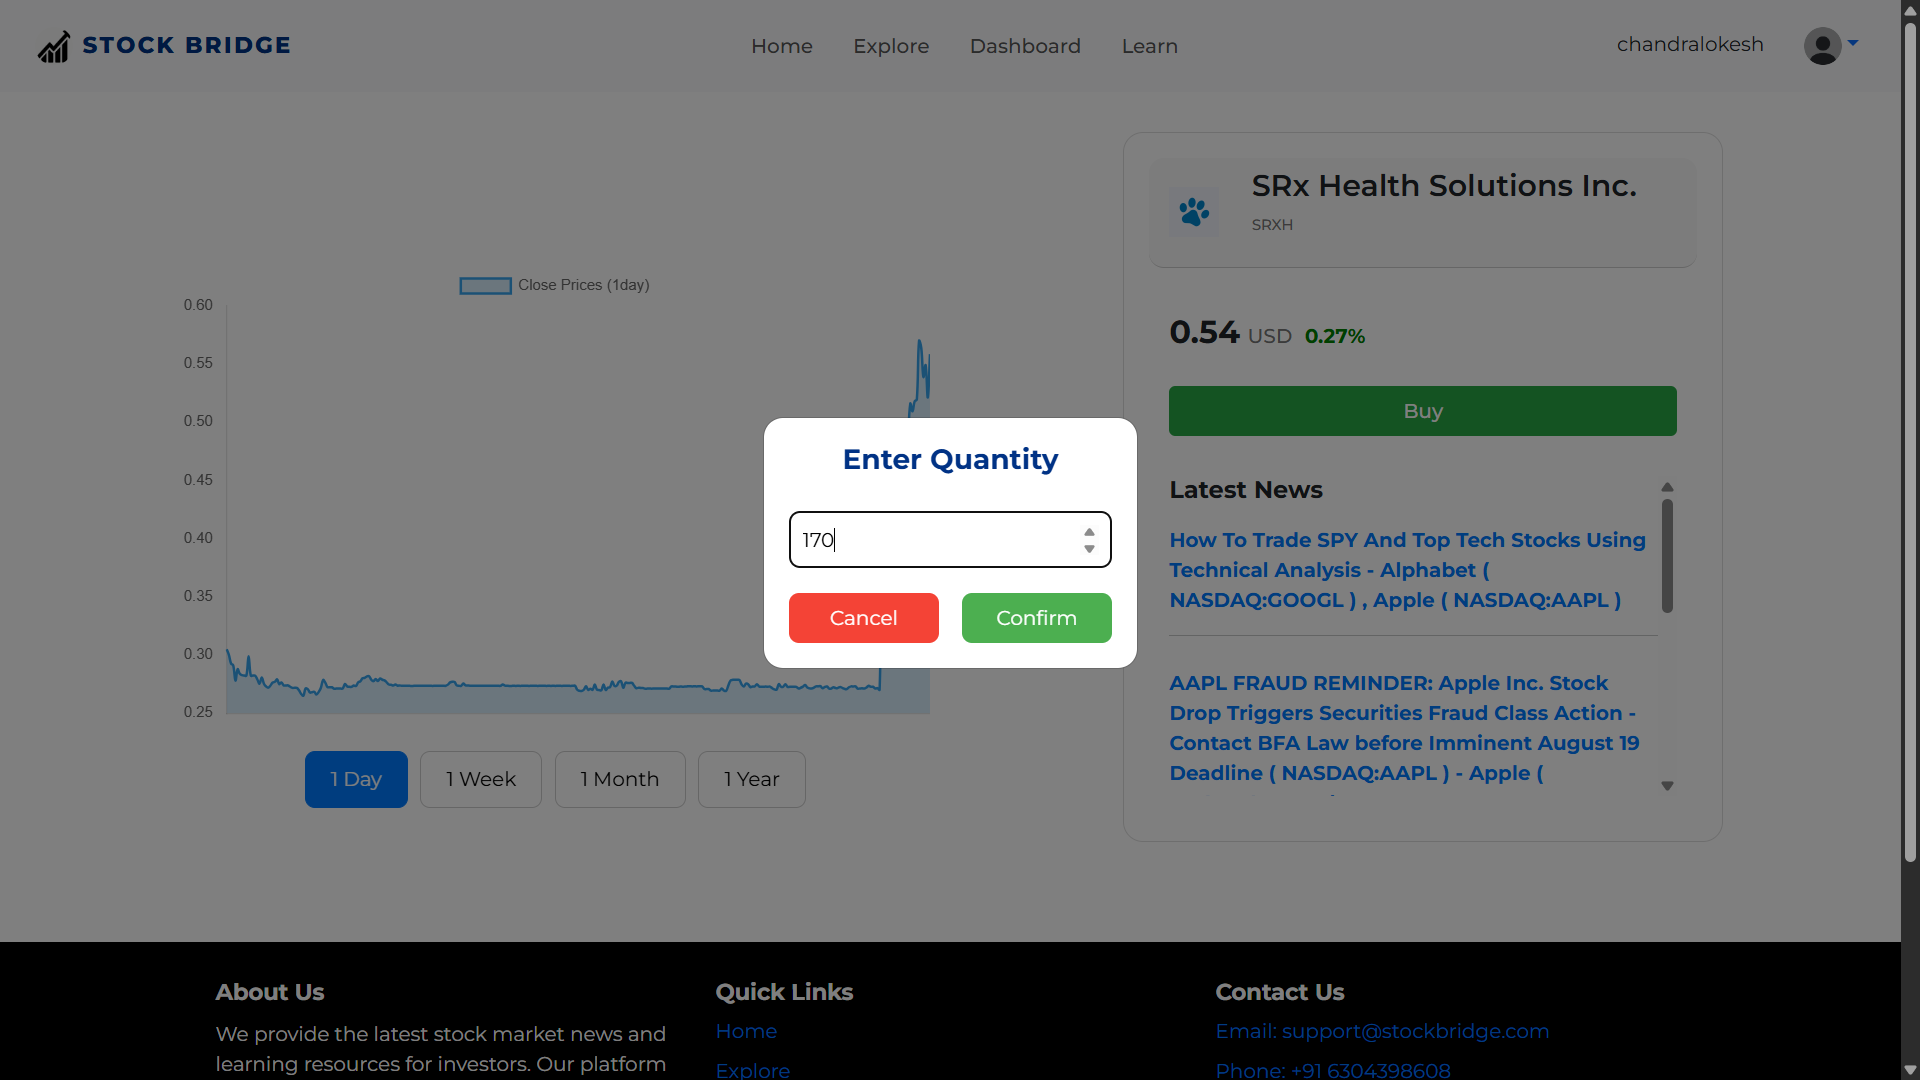 STOCK BRIDGE
Home
Explore
Dashboard
Learn
chandralokesh
SRx Health Solutions Inc.
SRXH
Close Prices (1day)
0.60
0.55
0.50
0.45
0.40
0.35
0.30
0.25
0.54 USD 0.27%
Buy
Enter Quantity
170
Cancel
Confirm
Latest News
How To Trade SPY And Top Tech Stocks Using
Technical Analysis - Alphabet (
NASDAQ:GOOGL ) , Apple ( NASDAQ:AAPL )
AAPL FRAUD REMINDER: Apple Inc. Stock
Drop Triggers Securities Fraud Class Action -
Contact BFA Law before Imminent August 19
Deadline ( NASDAQ:AAPL ) - Apple (
1 Day
1 Week
1 Month
1 Year
About Us
We provide the latest stock market news and
learning resources for investors. Our platform
Quick Links
Home
Explore
Contact Us
Email: support@stockbridge.com
Phone: +91 6304398608